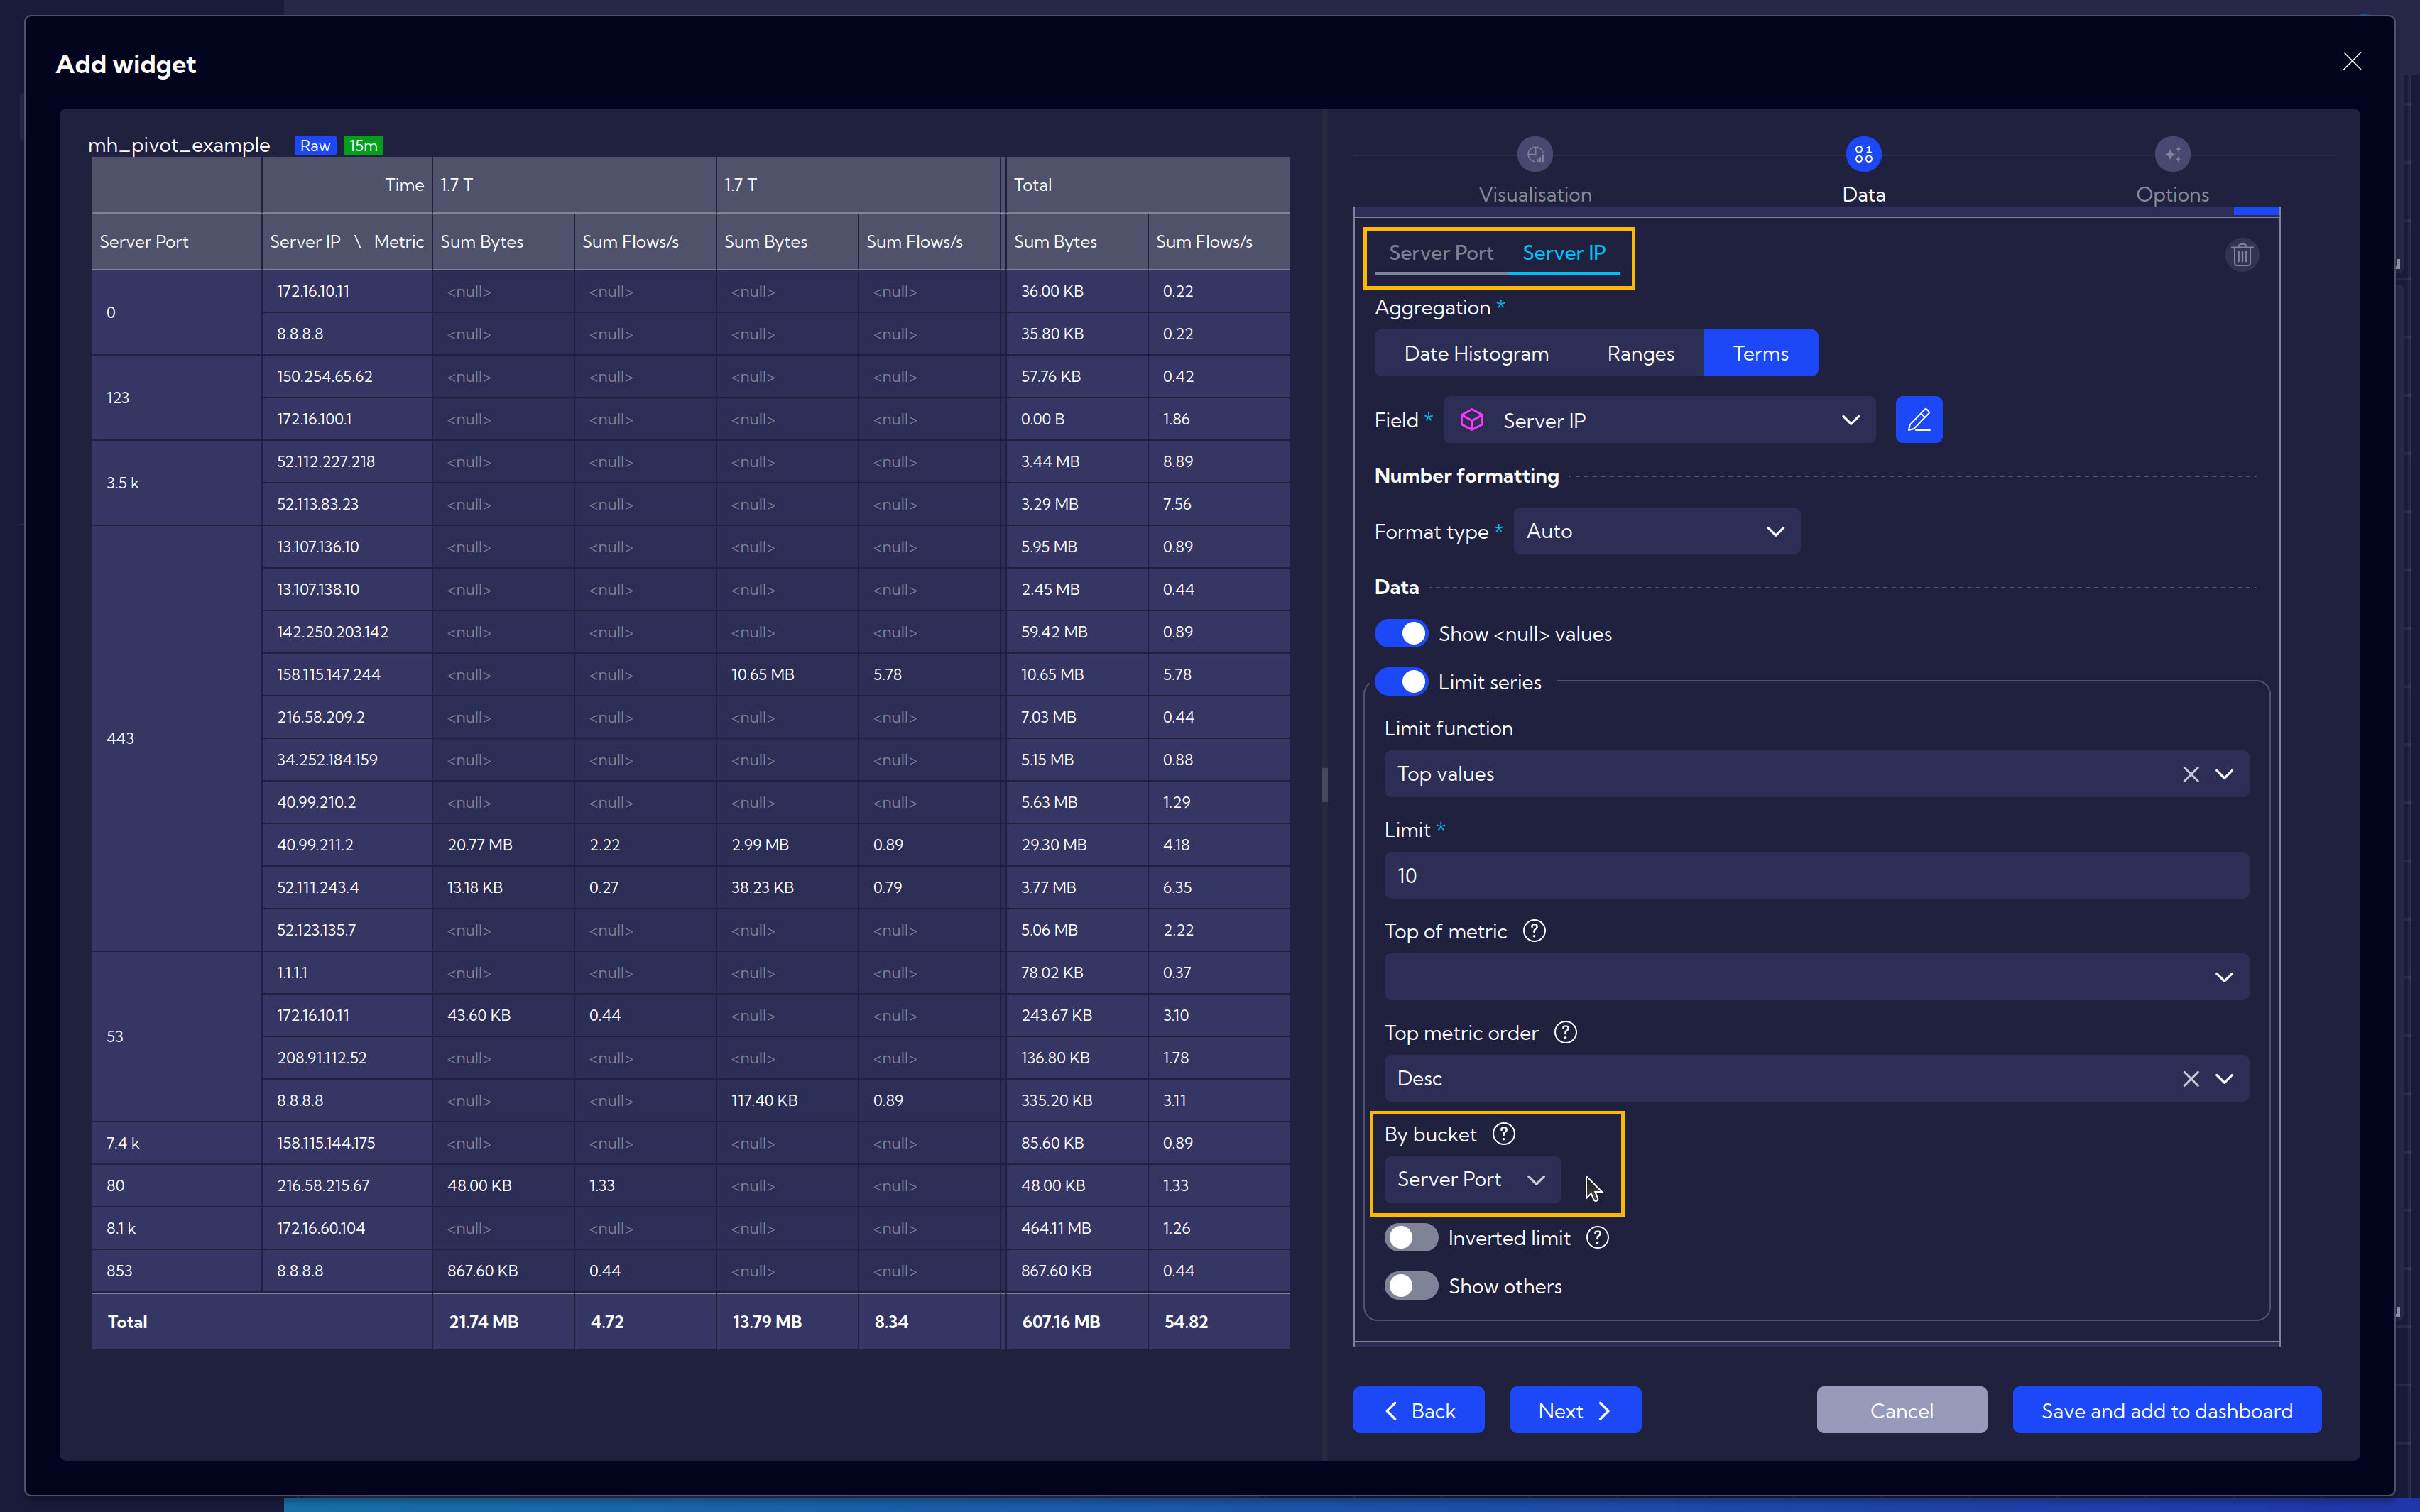 Add widget
mh_pivot_example Raw 15m
Time 1.7 T 1.7 T Total
Server Port Server IP \ Metric Sum Bytes Sum Flows/s Sum Bytes Sum Flows/s Sum Bytes Sum Flows/s
0 172.16.10.11 <null> <null> <null> <null> 36.00 KB 0.22
8.8.8.8 <null> <null> <null> <null> 35.80 KB 0.22
123 150.254.65.62 <null> <null> <null> <null> 57.76 KB 0.42
172.16.100.1 <null> <null> <null> <null> 0.00 B 1.86
3.5 k 52.112.227.218 <null> <null> <null> <null> 3.44 MB 8.89
52.113.83.23 <null> <null> <null> <null> 3.29 MB 7.56
443 13.107.136.10 <null> <null> <null> <null> 5.95 MB 0.89
13.107.138.10 <null> <null> <null> <null> 2.45 MB 0.44
142.250.203.142 <null> <null> <null> <null> 59.42 MB 0.89
158.115.147.244 <null> <null> 10.65 MB 5.78 10.65 MB 5.78
216.58.209.2 <null> <null> <null> <null> 7.03 MB 0.44
34.252.184.159 <null> <null> <null> <null> 5.15 MB 0.88
40.99.210.2 <null> <null> <null> <null> 5.63 MB 1.29
40.99.211.2 20.77 MB 2.22 2.99 MB 0.89 29.30 MB 4.18
52.111.243.4 13.18 KB 0.27 38.23 KB 0.79 3.77 MB 6.35
52.123.135.7 <null> <null> <null> <null> 5.06 MB 2.22
53 1.1.1.1 <null> <null> <null> <null> 78.02 KB 0.37
172.16.10.11 43.60 KB 0.44 <null> <null> 243.67 KB 3.10
208.91.112.52 <null> <null> <null> <null> 136.80 KB 1.78
8.8.8.8 <null> <null> 117.40 KB 0.89 335.20 KB 3.11
7.4 k 158.115.144.175 <null> <null> <null> <null> 85.60 KB 0.89
80 216.58.215.67 48.00 KB 1.33 <null> <null> 48.00 KB 1.33
8.1 k 172.16.60.104 <null> <null> <null> <null> 464.11 MB 1.26
853 8.8.8.8 867.60 KB 0.44 <null> <null> 867.60 KB 0.44
Total 21.74 MB 4.72 13.79 MB 8.34 607.16 MB 54.82
Visualisation Data Options
Server Port Server IP
Aggregation *
Date Histogram Ranges Terms
Field * Server IP
Number formatting
Format type * Auto
Data
Show <null> values
Limit series
Limit function
Top values
Limit *
10
Top of metric ?
Top metric order ?
Desc
By bucket ?
Server Port
Inverted limit ?
Show others
Back Next Cancel Save and add to dashboard